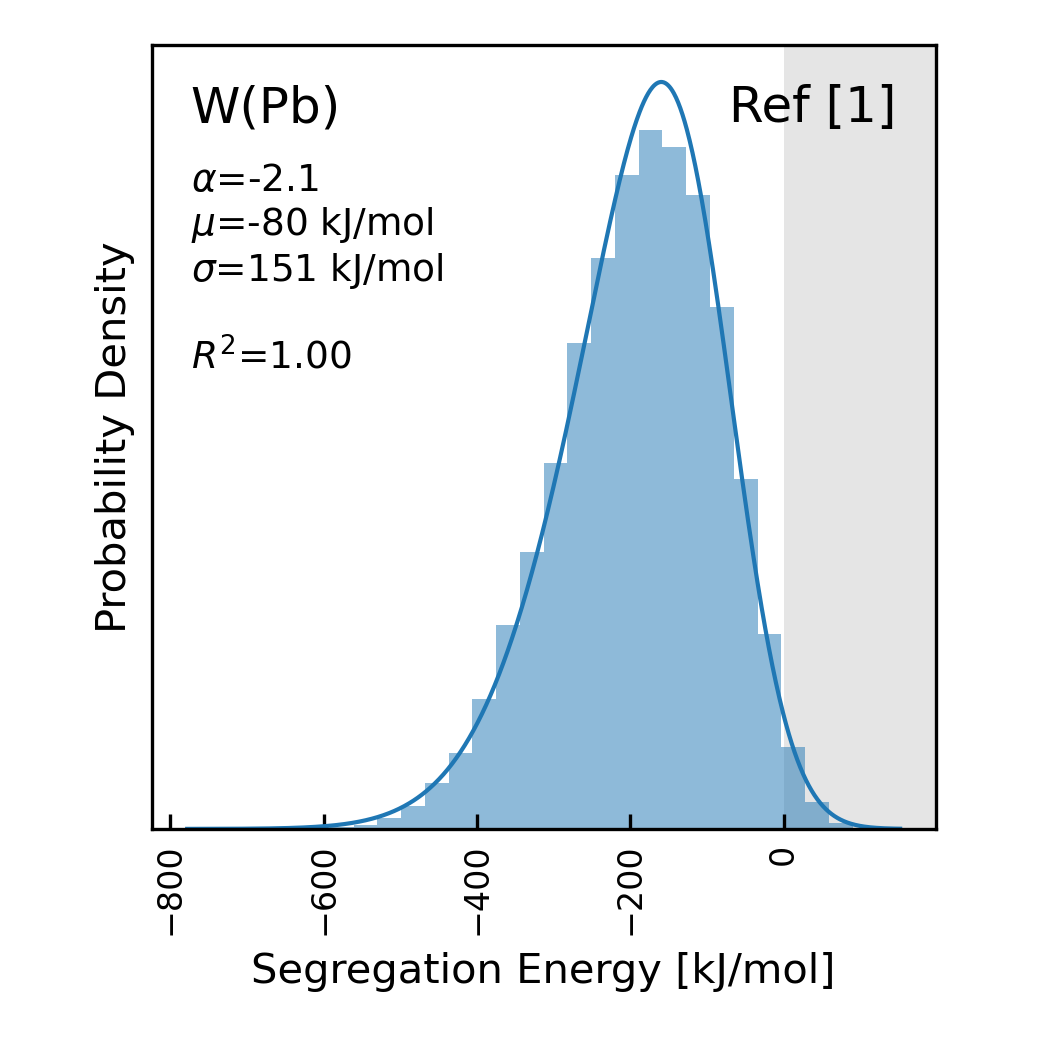 W(Pb)
Ref [1]
α=-2.1
μ=-80 kJ/mol
σ=151 kJ/mol
R²=1.00
Probability Density
−800
−600
−400
−200
0
Segregation Energy [kJ/mol]